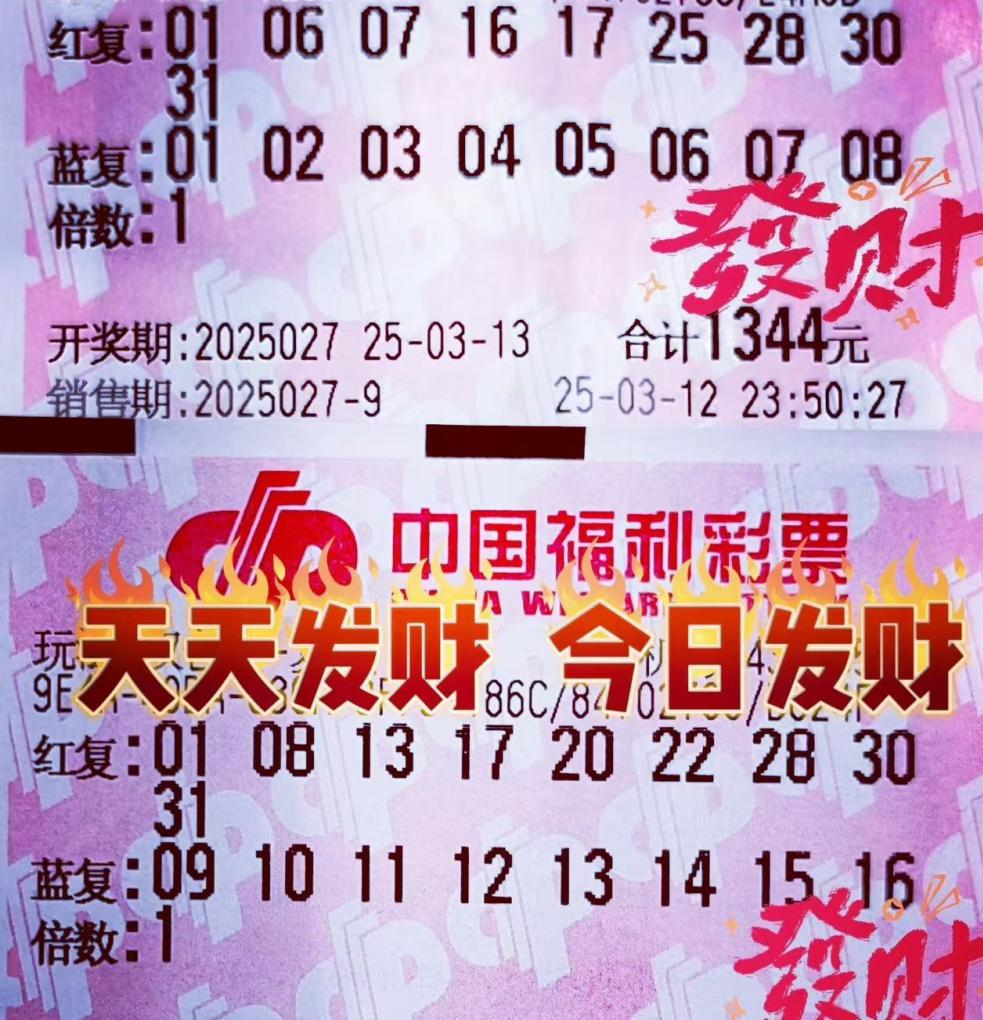 红复:01 06 07 16 17 25 28 30
31
蓝复:01 02 03 04 05 06 07 08
倍数:1
發财
开奖期:2025027 25-03-13 合计1344元
销售期:2025027-9 25-03-12 23:50:27
中国福利彩票
天天发财 今日发财
红复:01 08 13 17 20 22 28 30
31
蓝复:09 10 11 12 13 14 15 16
倍数:1
發财